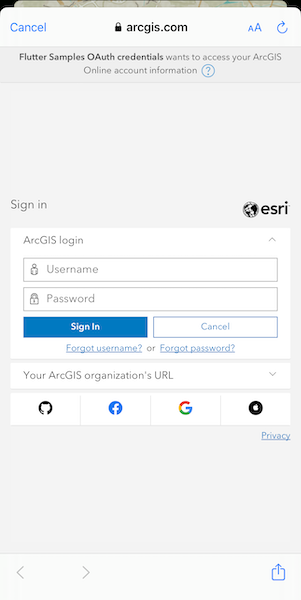 Cancel
arcgis.com
AA
Flutter Samples OAuth credentials wants to access your ArcGIS
Online account information ?
Sign in
esri
ArcGIS login
Username
Password
Sign In
Cancel
Forgot username? or Forgot password?
Your ArcGIS organization's URL
Privacy